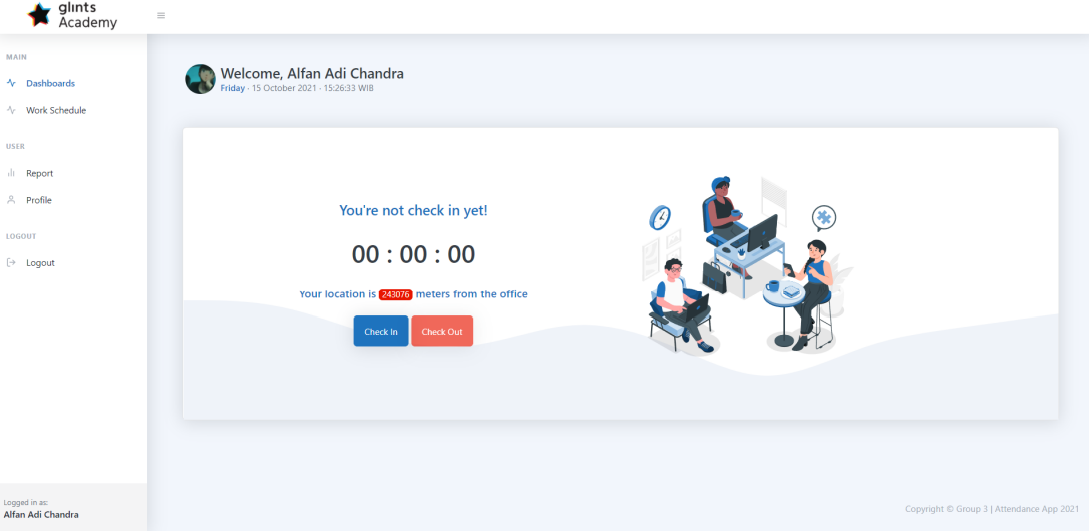 glints
Academy
MAIN
Dashboards
Work Schedule
USER
Report
Profile
LOGOUT
Logout
Logged in as:
Alfan Adi Chandra
Welcome, Alfan Adi Chandra
Friday · 15 October 2021 · 15:26:33 WIB
You're not check in yet!
00 : 00 : 00
Your location is 243076 meters from the office
Check In
Check Out
Copyright © Group 3 | Attendance App 2021